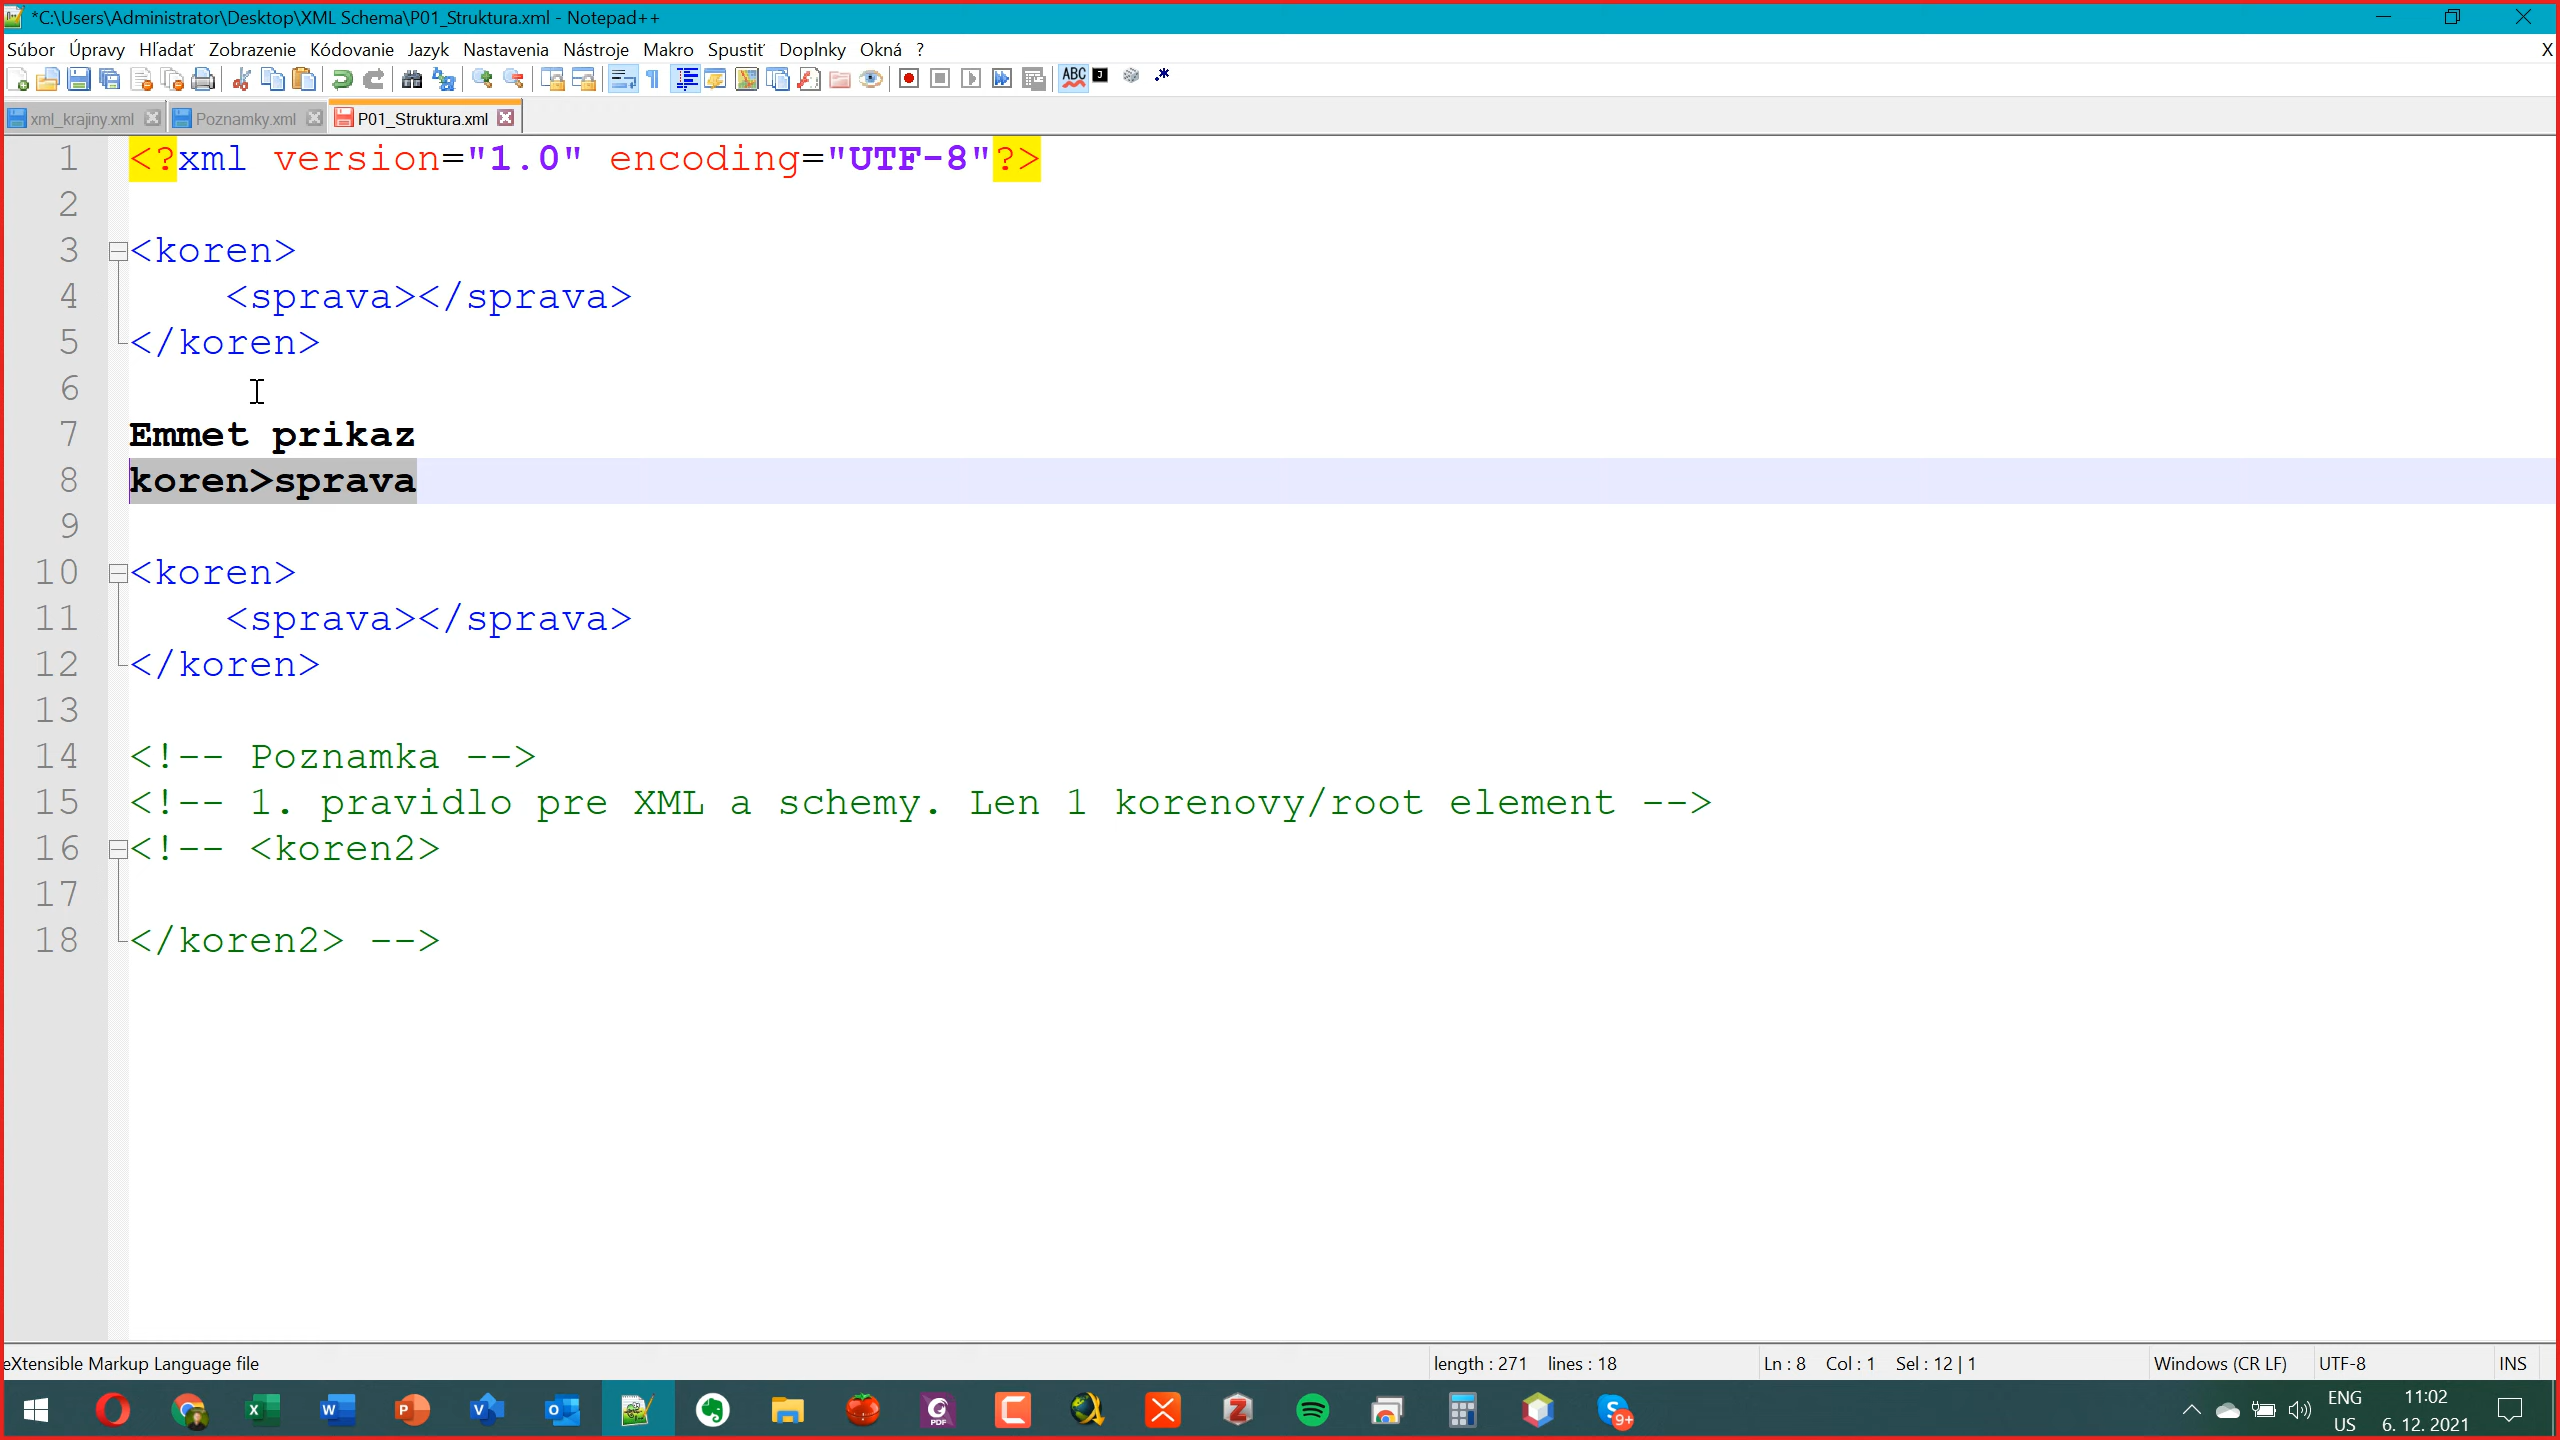 *C:\Users\Administrator\Desktop\XML Schema\P01_Struktura.xml - Notepad++
Súbor Úpravy Hľadať Zobrazenie Kódovanie Jazyk Nastavenia Nástroje Makro Spustiť Doplnky Okná ? X
xml_krajiny.xml Poznamky.xml P01_Struktura.xml
1 <?xml version="1.0" encoding="UTF-8"?>
2
3 <koren>
4 <sprava></sprava>
5 </koren>
6
7 Emmet prikaz
8 koren>sprava
9
10 <koren>
11 <sprava></sprava>
12 </koren>
13
14 <!-- Poznamka -->
15 <!-- 1. pravidlo pre XML a schemy. Len 1 korenovy/root element -->
16 <!-- <koren2>
17
18 </koren2> -->
eXtensible Markup Language file length : 271 lines : 18 Ln : 8 Col : 1 Sel : 12 | 1 Windows (CR LF) UTF-8 INS
ENG 11:02
US 6. 12. 2021